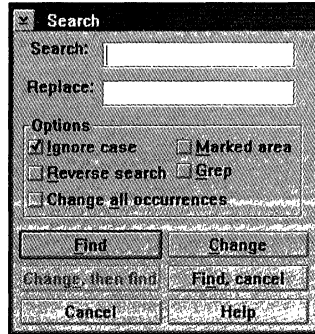 Search
Search:
Replace:
Options
Ignore case Marked area
Reverse search Grep
Change all occurrences
Find Change
Change, then find Find, cancel
Cancel Help